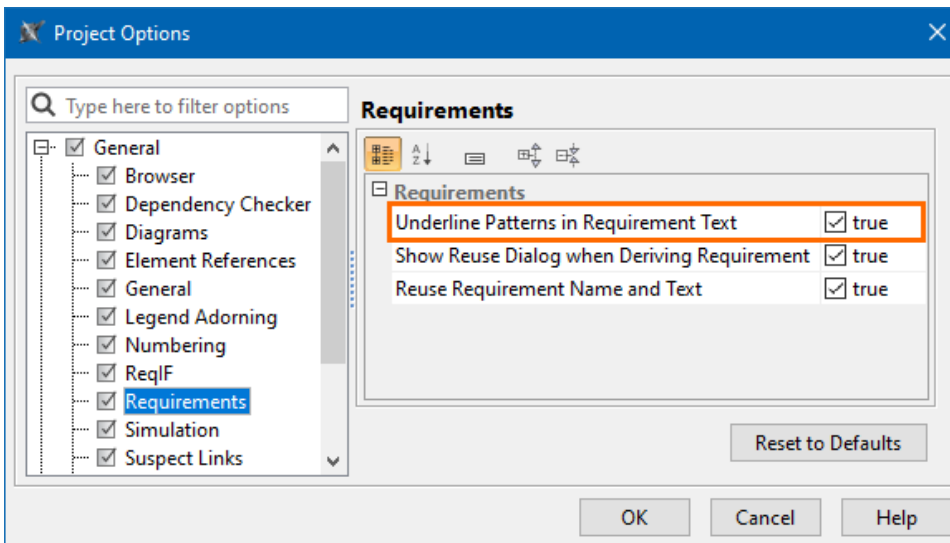 Project Options
Type here to filter options
General
Browser
Dependency Checker
Diagrams
Element References
General
Legend Adorning
Numbering
ReqIF
Requirements
Simulation
Suspect Links
Requirements
A
Z
Requirements
Underline Patterns in Requirement Text true
Show Reuse Dialog when Deriving Requirement true
Reuse Requirement Name and Text true
Reset to Defaults
OK Cancel Help